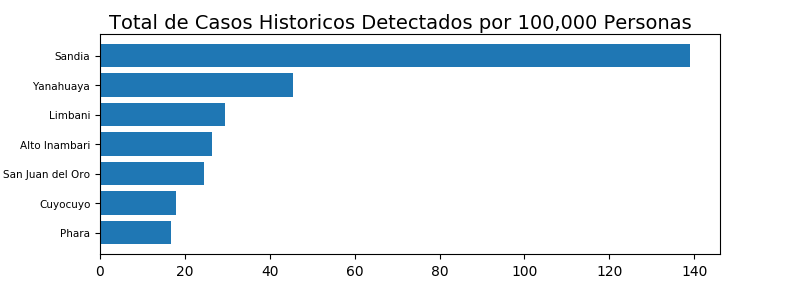 Total de Casos Historicos Detectados por 100,000 Personas
Sandia
Yanahuaya
Limbani
Alto Inambari
San Juan del Oro
Cuyocuyo
Phara
0 20 40 60 80 100 120 140